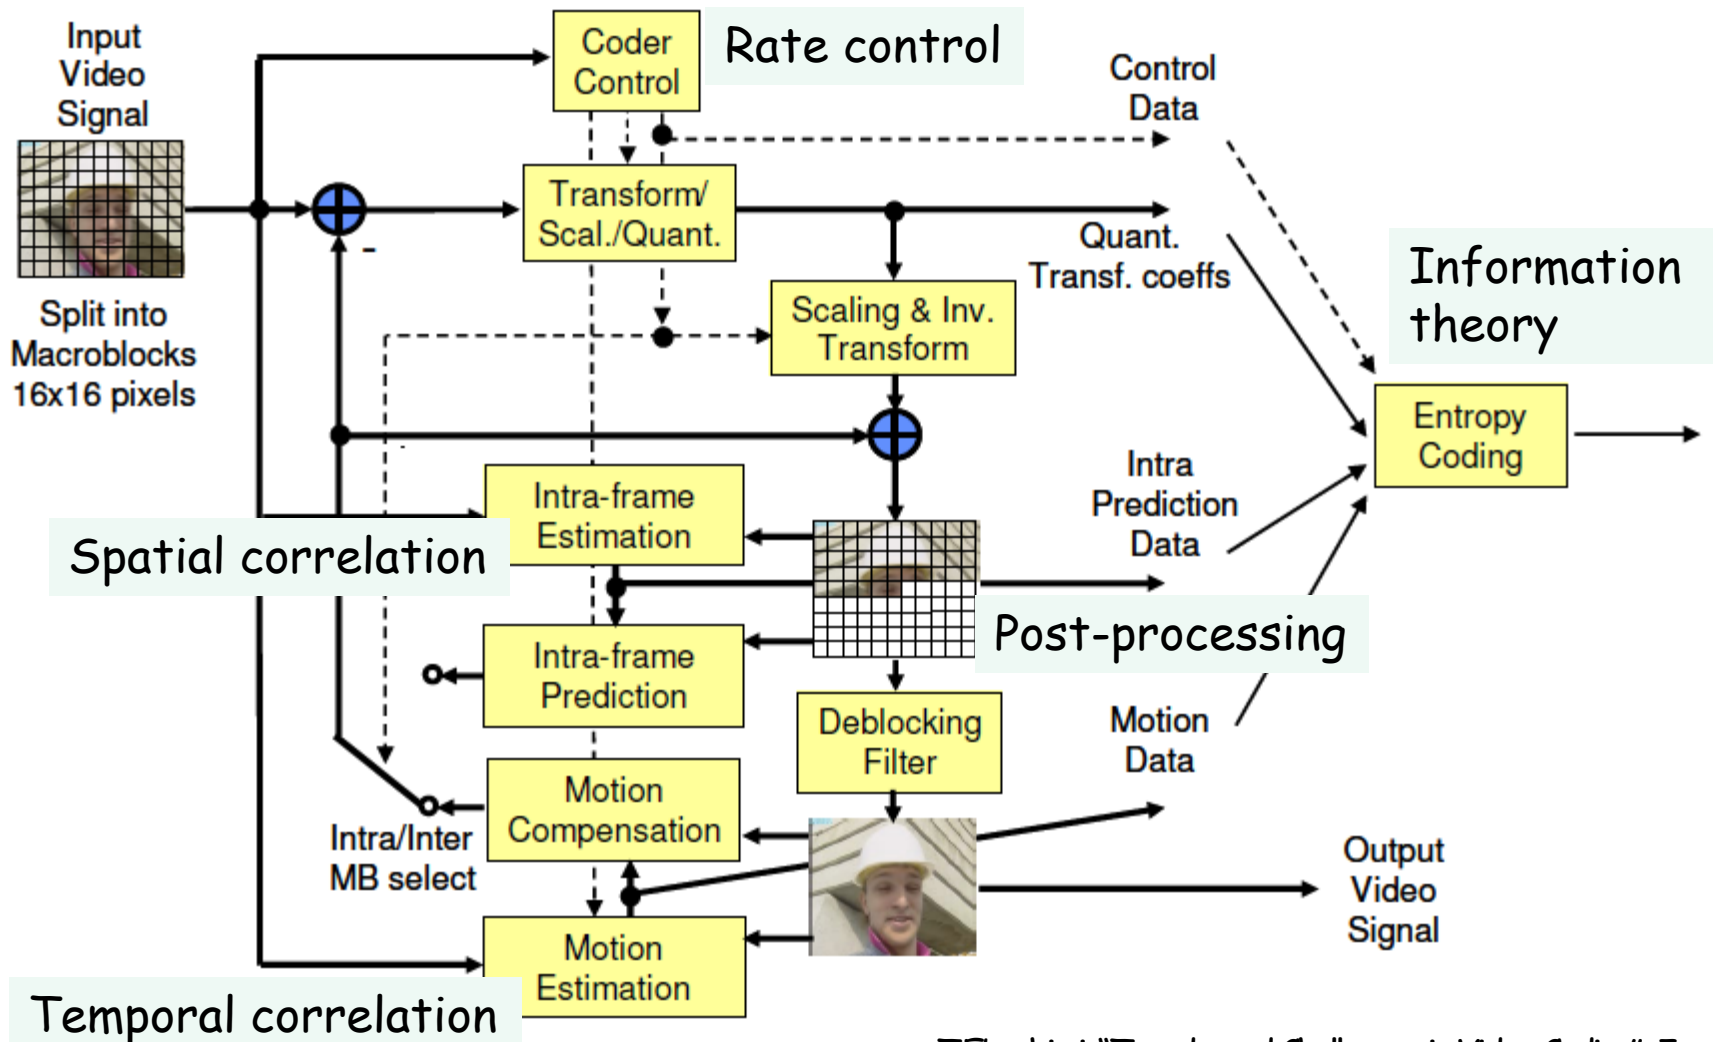 Input
Video
Signal
Coder
Control
Rate control
Control
Data
Transform/
Scal./Quant.
-
Quant.
Transf. coeffs
Information
theory
Split into
Macroblocks
16x16 pixels
Scaling & Inv.
Transform
Entropy
Coding
Intra-frame
Estimation
Intra
Prediction
Data
Spatial correlation
Post-processing
Intra-frame
Prediction
Deblocking
Filter
Motion
Data
Motion
Compensation
Intra/Inter
MB select
Output
Video
Signal
Motion
Estimation
Temporal correlation